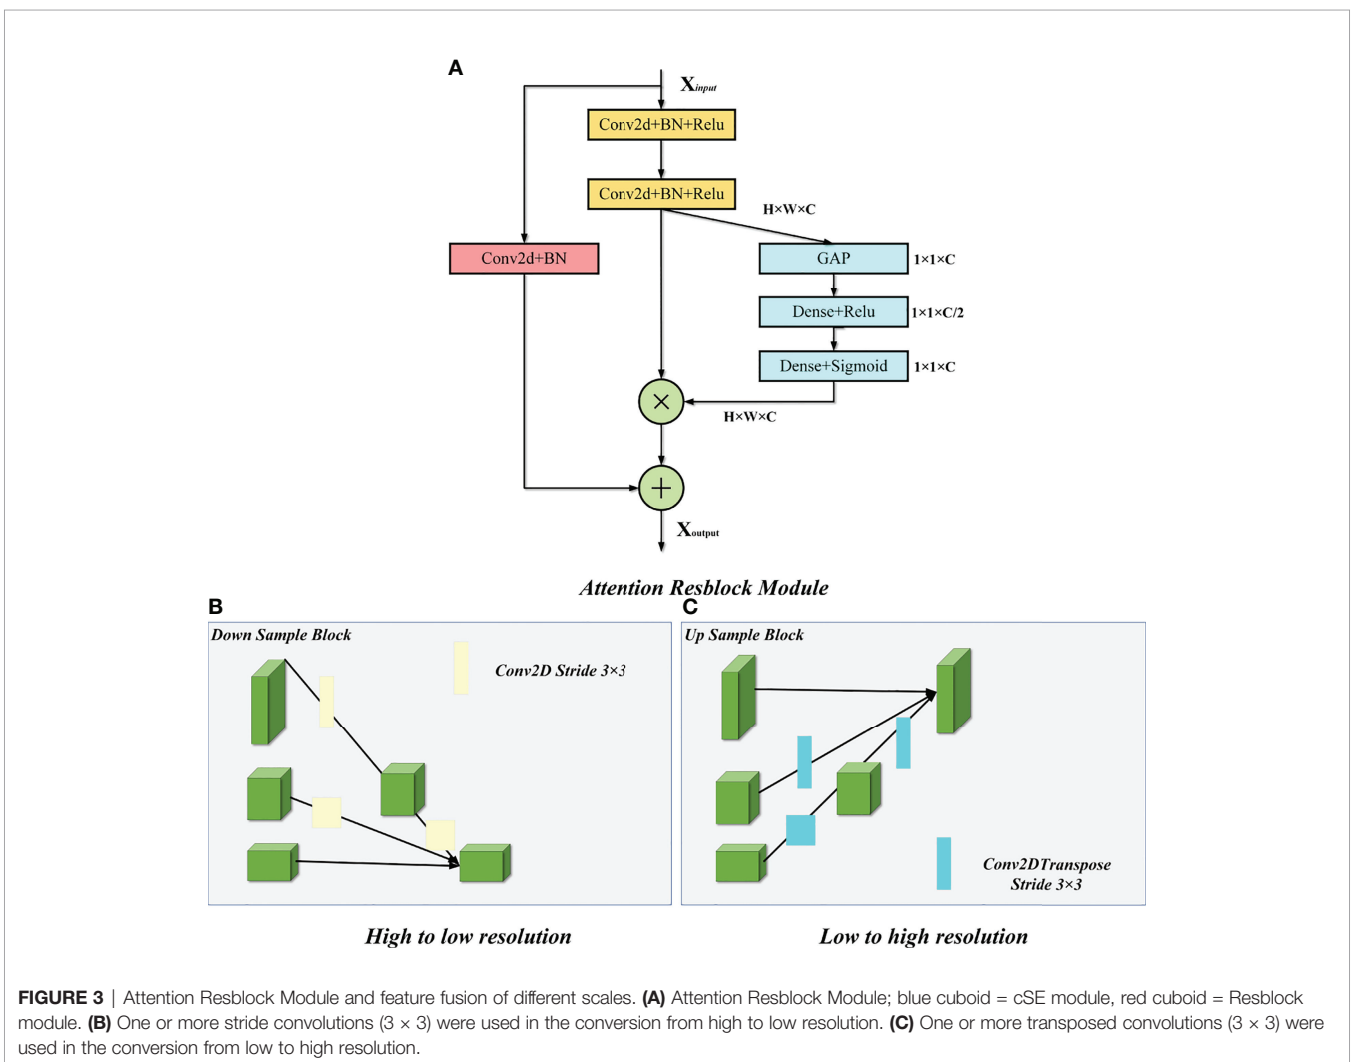 A
Xinput
Conv2d+BN+Relu
Conv2d+BN+Relu
H×W×C
Conv2d+BN
GAP
1×1×C
Dense+Relu
1×1×C/2
Dense+Sigmoid
1×1×C
H×W×C
Xoutput
Attention Resblock Module
B
Down Sample Block
Conv2D Stride 3×3
High to low resolution
C
Up Sample Block
Conv2DTranspose
Stride 3×3
Low to high resolution
FIGURE 3 | Attention Resblock Module and feature fusion of different scales. (A) Attention Resblock Module; blue cuboid = cSE module, red cuboid = Resblock
module. (B) One or more stride convolutions (3 × 3) were used in the conversion from high to low resolution. (C) One or more transposed convolutions (3 × 3) were
used in the conversion from low to high resolution.